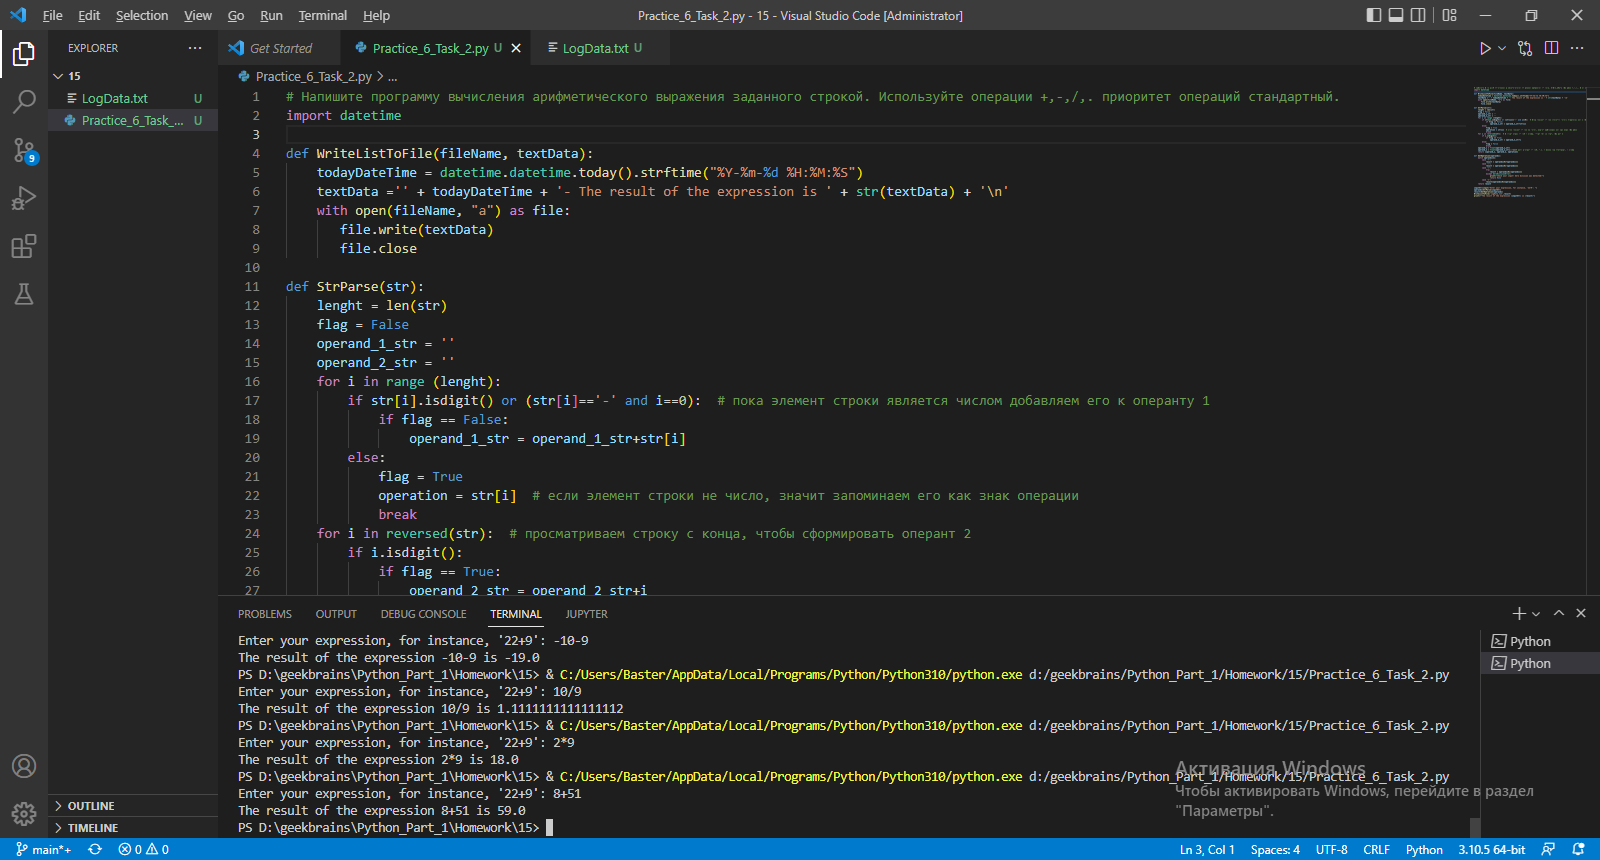 File Edit Selection View Go Run Terminal Help
Practice_6_Task_2.py - 15 - Visual Studio Code [Administrator]
EXPLORER
15
LogData.txt U
Practice_6_Task_... U
9
OUTLINE
TIMELINE
Get Started
Practice_6_Task_2.py U
LogData.txt U
Practice_6_Task_2.py > ...
1 # Напишите программу вычисления арифметического выражения заданного строкой. Используйте операции +,-,/,. приоритет операций стандартный.
2 import datetime
3
4 def WriteListToFile(fileName, textData):
5 todayDateTime = datetime.datetime.today().strftime("%Y-%m-%d %H:%M:%S")
6 textData ='' + todayDateTime + '- The result of the expression is ' + str(textData) + '\n'
7 with open(fileName, "a") as file:
8 file.write(textData)
9 file.close
10
11 def StrParse(str):
12 lenght = len(str)
13 flag = False
14 operand_1_str = ''
15 operand_2_str = ''
16 for i in range (lenght):
17 if str[i].isdigit() or (str[i]=='-' and i==0): # пока элемент строки является числом добавляем его к операнту 1
18 if flag == False:
19 operand_1_str = operand_1_str+str[i]
20 else:
21 flag = True
22 operation = str[i] # если элемент строки не число, значит запоминаем его как знак операции
23 break
24 for i in reversed(str): # просматриваем строку с конца, чтобы сформировать оперант 2
25 if i.isdigit():
26 if flag == True:
27 operand_2_str = operand_2_str+i
PROBLEMS OUTPUT DEBUG CONSOLE TERMINAL JUPYTER
Enter your expression, for instance, '22+9': -10-9
The result of the expression -10-9 is -19.0
PS D:\geekbrains\Python_Part_1\Homework\15> & C:/Users/Baster/AppData/Local/Programs/Python/Python310/python.exe d:/geekbrains/Python_Part_1/Homework/15/Practice_6_Task_2.py
Enter your expression, for instance, '22+9': 10/9
The result of the expression 10/9 is 1.1111111111111112
PS D:\geekbrains\Python_Part_1\Homework\15> & C:/Users/Baster/AppData/Local/Programs/Python/Python310/python.exe d:/geekbrains/Python_Part_1/Homework/15/Practice_6_Task_2.py
Enter your expression, for instance, '22+9': 2*9
The result of the expression 2*9 is 18.0
PS D:\geekbrains\Python_Part_1\Homework\15> & C:/Users/Baster/AppData/Local/Programs/Python/Python310/python.exe d:/geekbrains/Python_Part_1/Homework/15/Practice_6_Task_2.py
Enter your expression, for instance, '22+9': 8+51
The result of the expression 8+51 is 59.0
PS D:\geekbrains\Python_Part_1\Homework\15>
Python
Python
Активация Windows
Чтобы активировать Windows, перейдите в раздел
"Параметры".
main*+ 0 0
Ln 3, Col 1 Spaces: 4 UTF-8 CRLF Python 3.10.5 64-bit